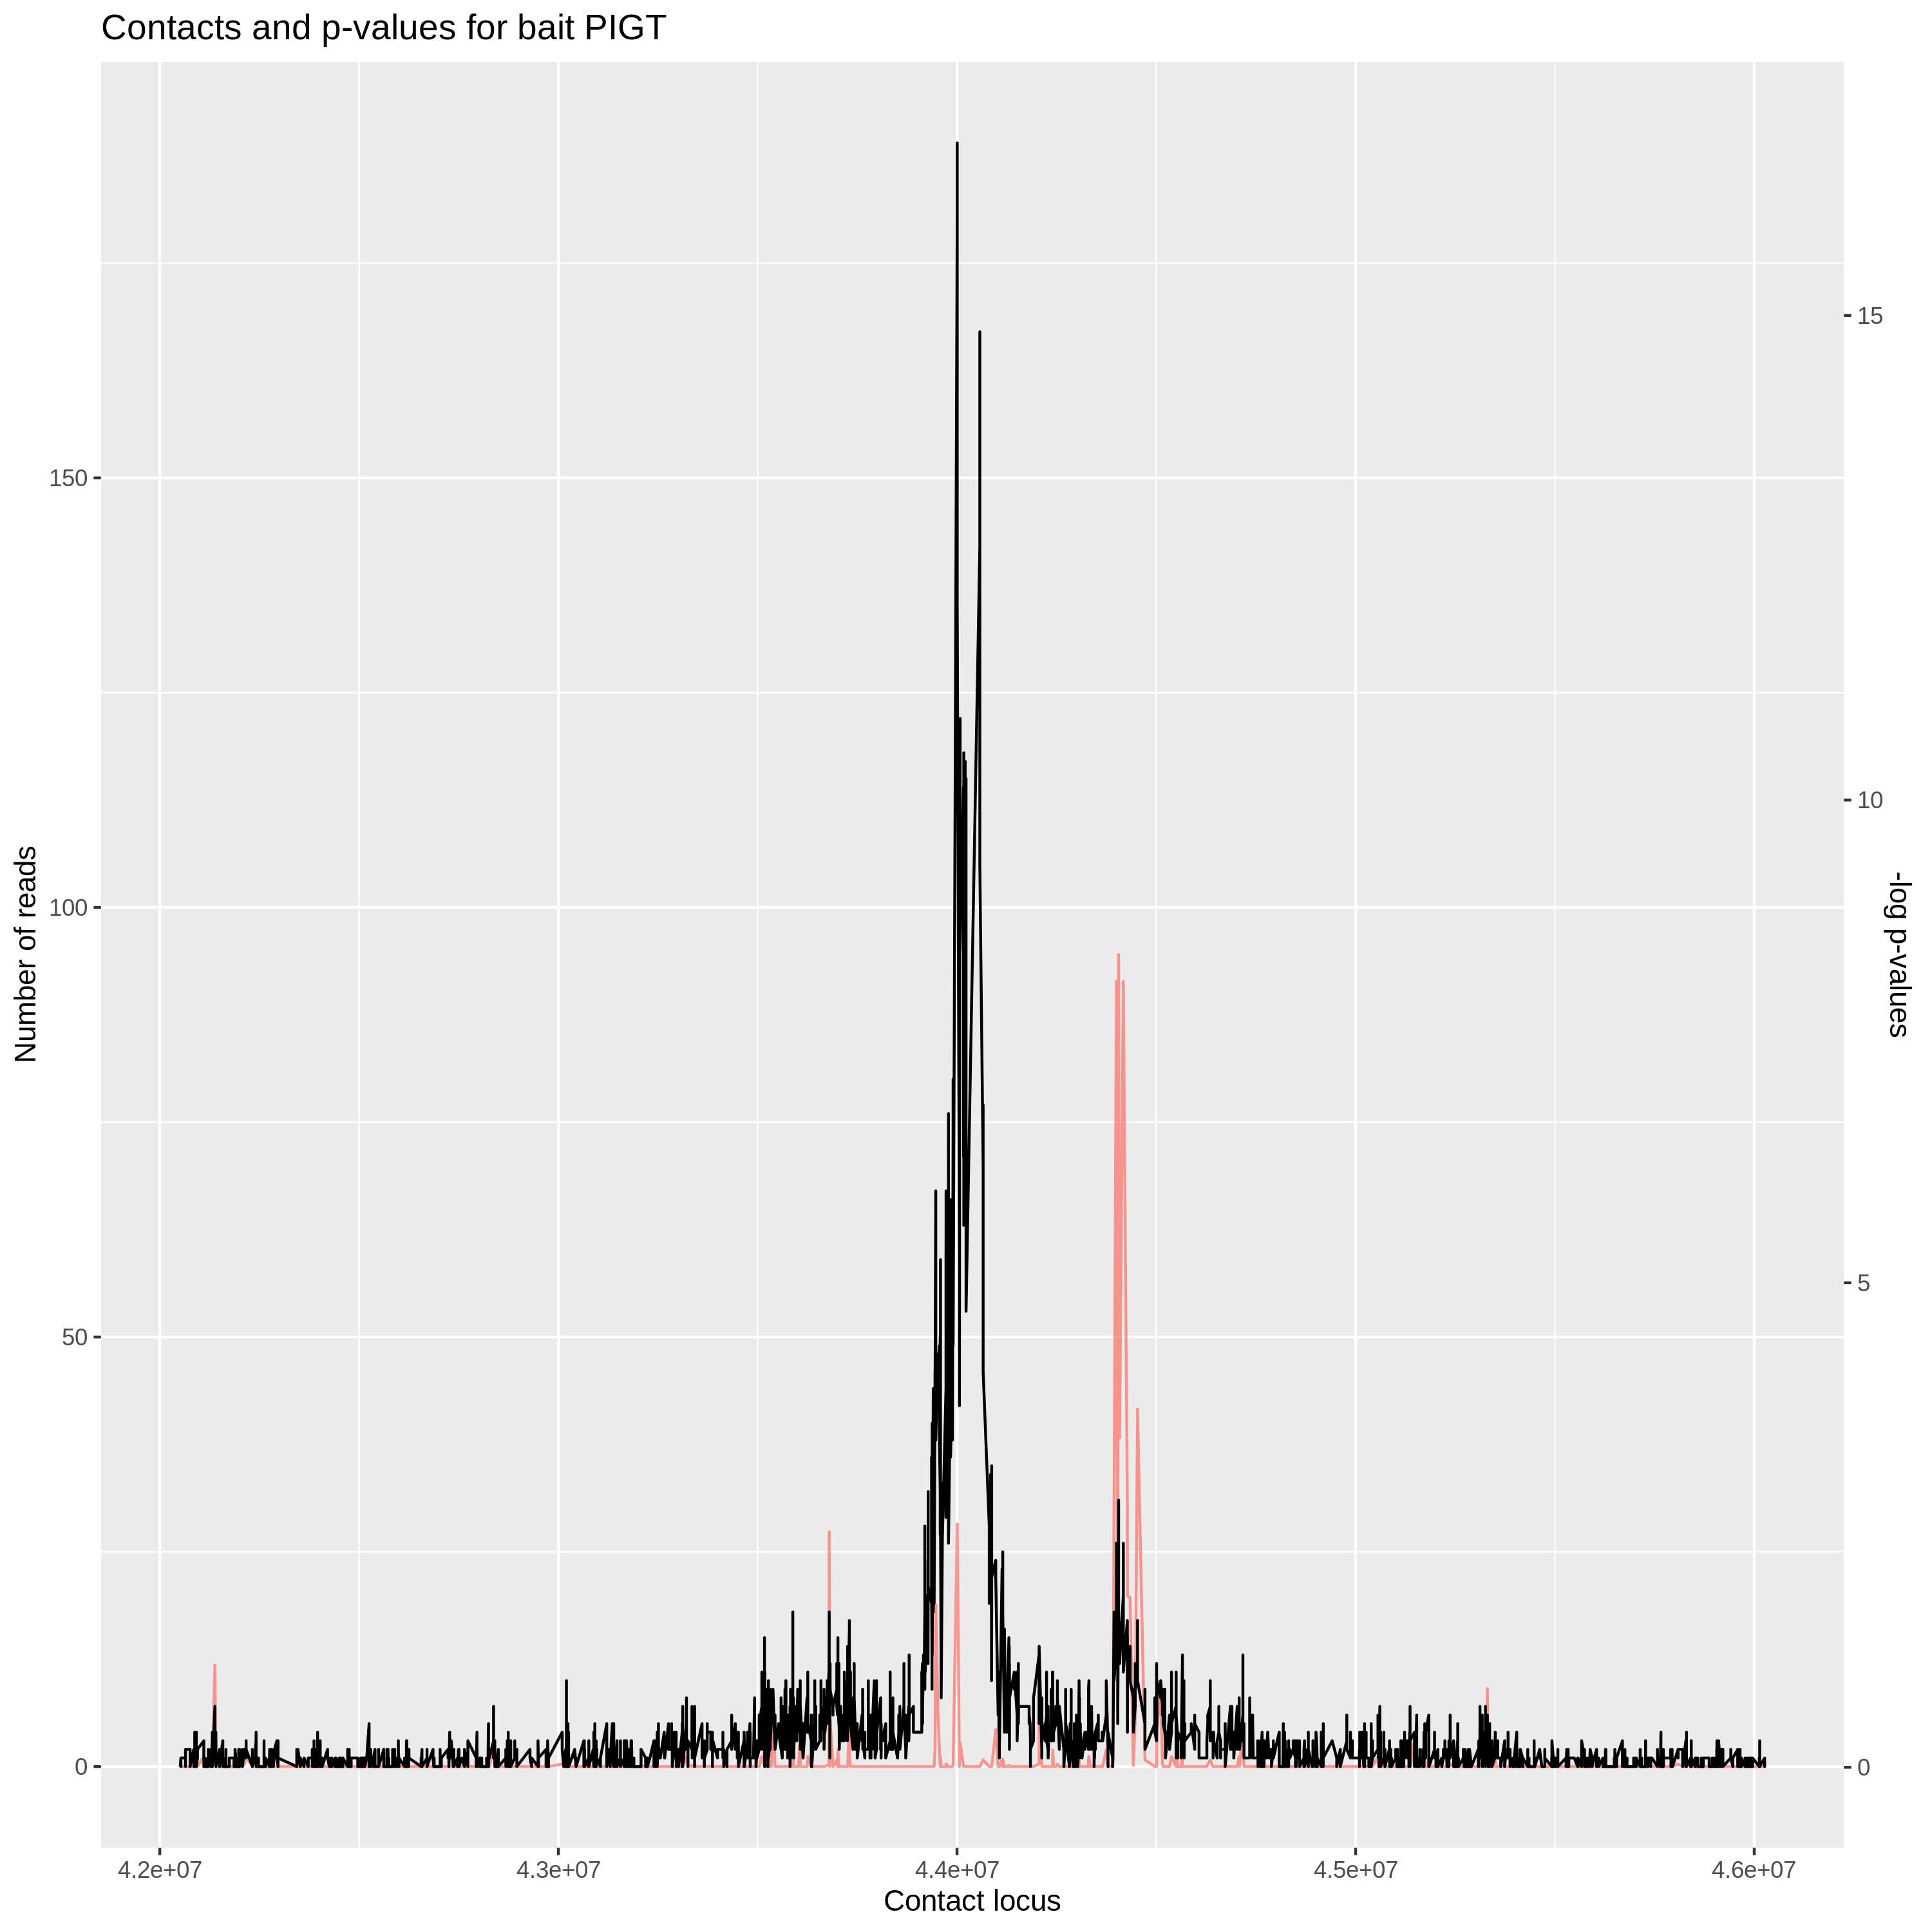 Contacts and p-values for bait PIGT
Number of reads
150
100
50
0
15
10
5
0
-log p-values
4.2e+07 4.3e+07 4.4e+07 4.5e+07 4.6e+07
Contact locus